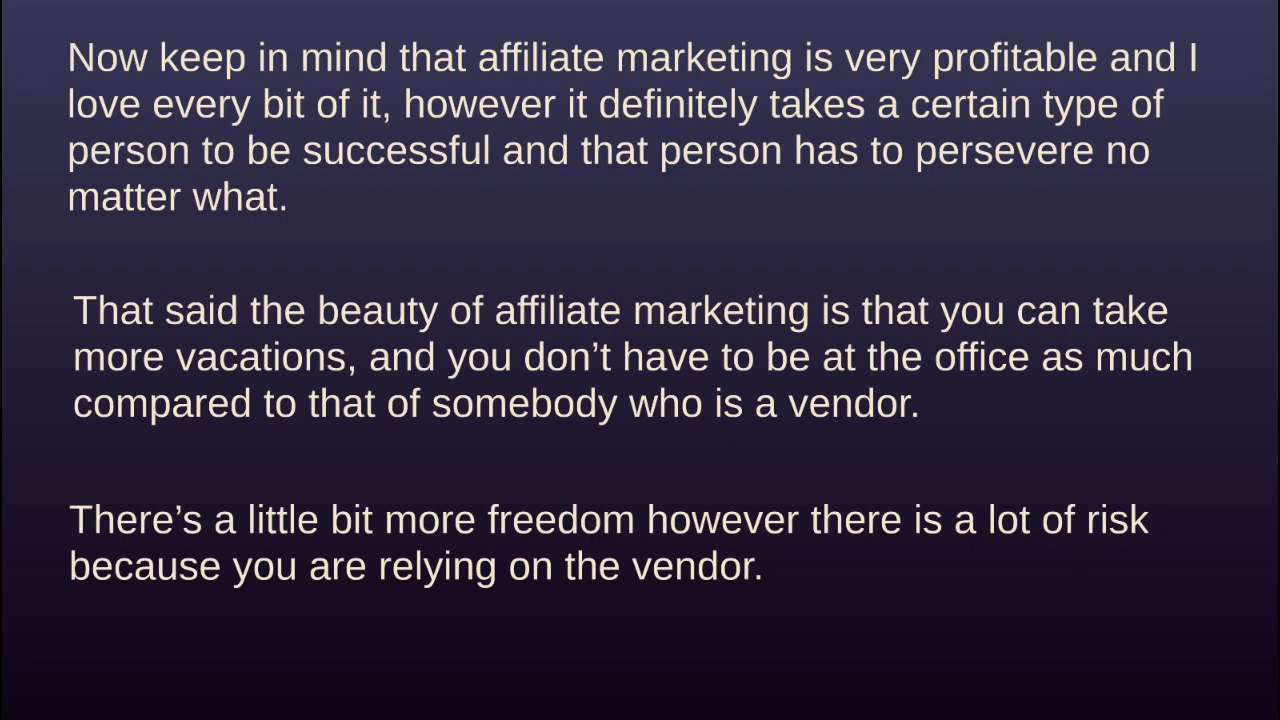 Now keep in mind that affiliate marketing is very profitable and I
love every bit of it, however it definitely takes a certain type of
person to be successful and that person has to persevere no
matter what.
That said the beauty of affiliate marketing is that you can take
more vacations, and you don’t have to be at the office as much
compared to that of somebody who is a vendor.
There’s a little bit more freedom however there is a lot of risk
because you are relying on the vendor.